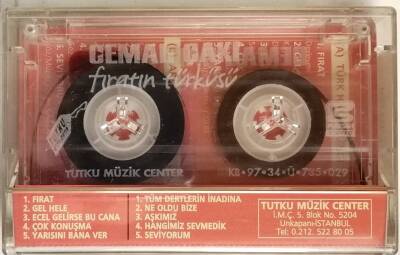 CEMAL
fıratın türküsü
TUTKU MÜZİK CENTER
KB•97•34•Ü•735•029
1. FIRAT
2. GEL HELE
3. ECEL GELİRSE BU CANA
4. ÇOK KONUŞMA
5. YARISINI BANA VER
1. TÜM DERTLERİN İNADINA
2. NE OLDU BİZE
3. AŞKIMIZ
4. HANGİMİZ SEVMEDİK
5. SEVİYORUM
TUTKU MÜZİK CENTER
İ.M.Ç. 5. Blok No. 5204
Unkapanı-İSTANBUL
Tel: 0.212. 522 80 05